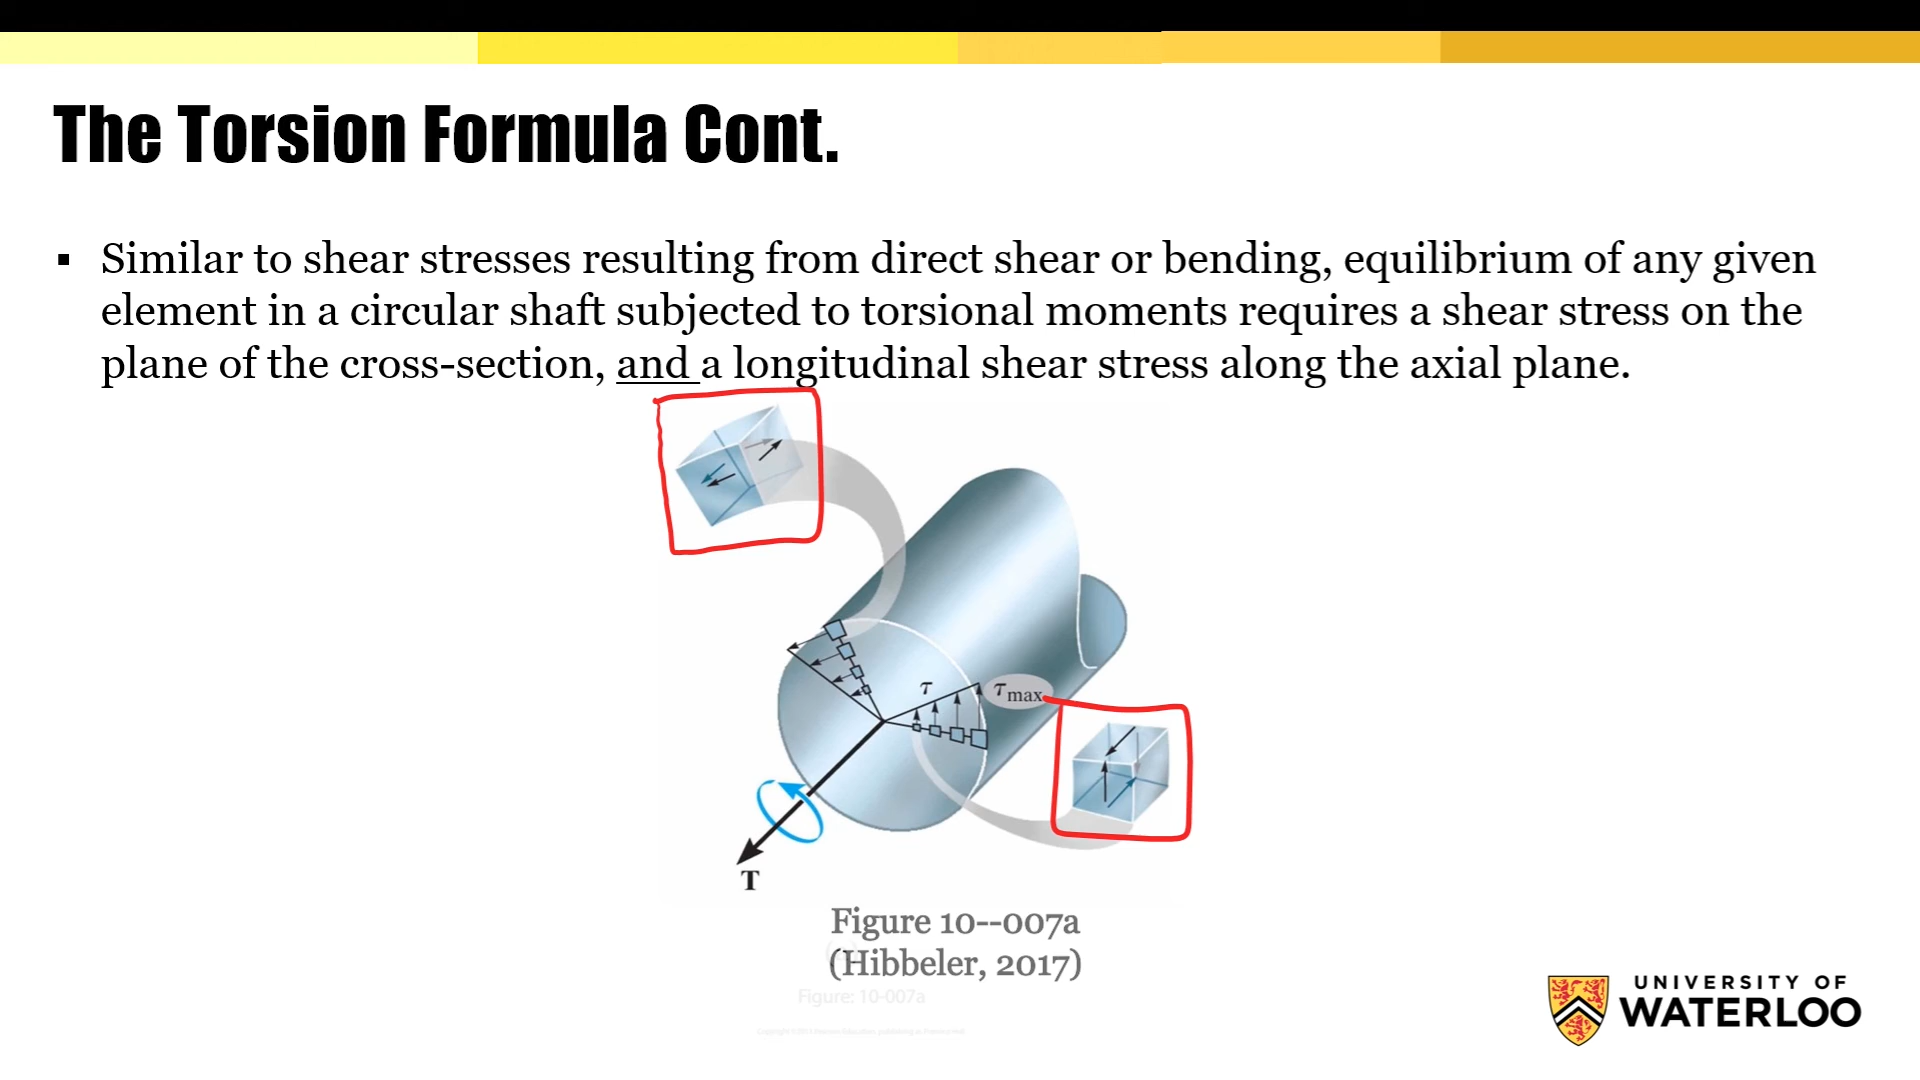 The Torsion Formula Cont.
▪ Similar to shear stresses resulting from direct shear or bending, equilibrium of any given
element in a circular shaft subjected to torsional moments requires a shear stress on the
plane of the cross-section, and a longitudinal shear stress along the axial plane.
τ
τmax
T
Figure 10--007a
(Hibbeler, 2017)
Figure: 10-007a
UNIVERSITY OF
WATERLOO